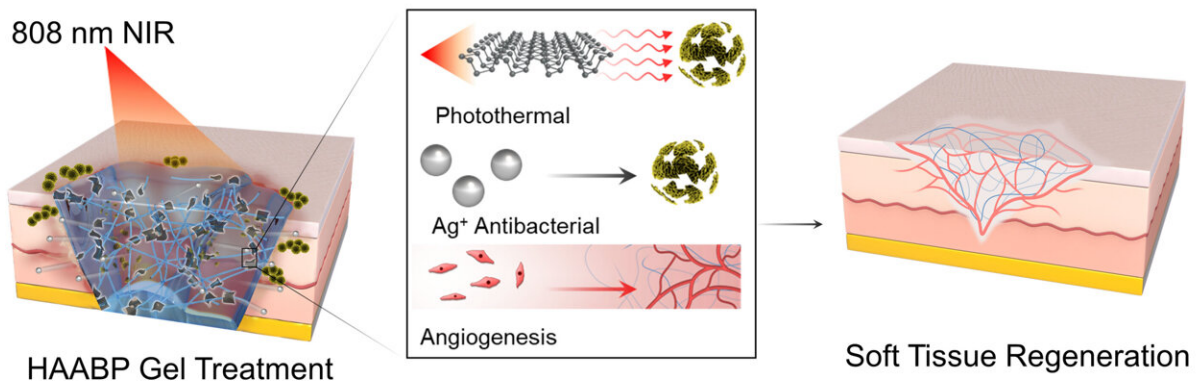 808 nm NIR
HAABP Gel Treatment
Photothermal
Ag⁺ Antibacterial
Angiogenesis
Soft Tissue Regeneration